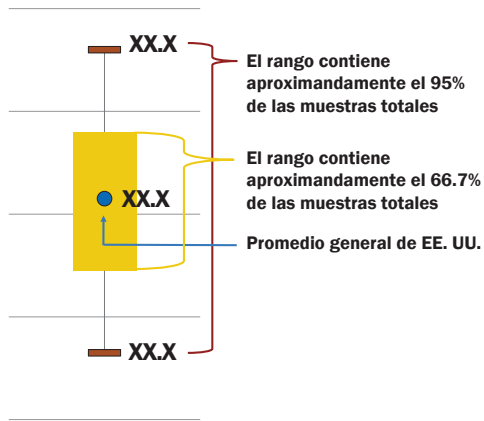 XX.X
El rango contiene
aproximandamente el 95%
de las muestras totales
El rango contiene
aproximandamente el 66.7%
de las muestras totales
XX.X
Promedio general de EE. UU.
XX.X